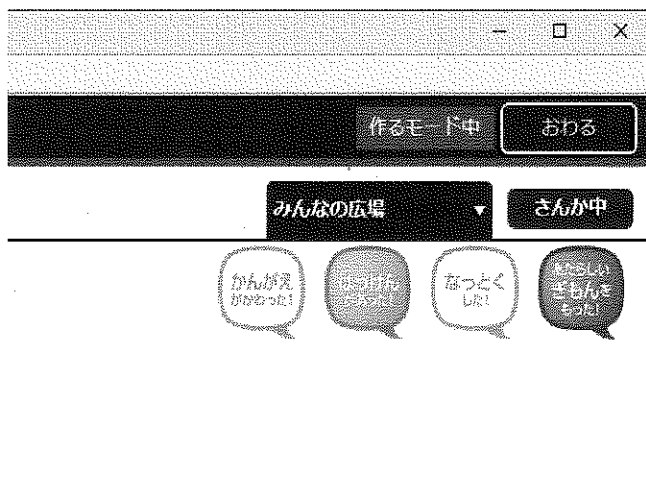 作るモード中 おわる
みんなの広場 ▼ さんか中
かんがえ
がかわった!
なっとく
した!
あたらしい
ぎもんを
もった!